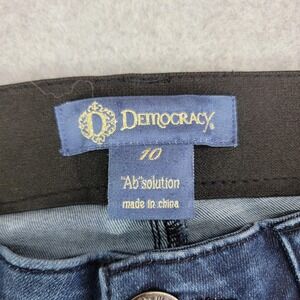 D DEMOCRACY
10
"Ab"solution
made in china